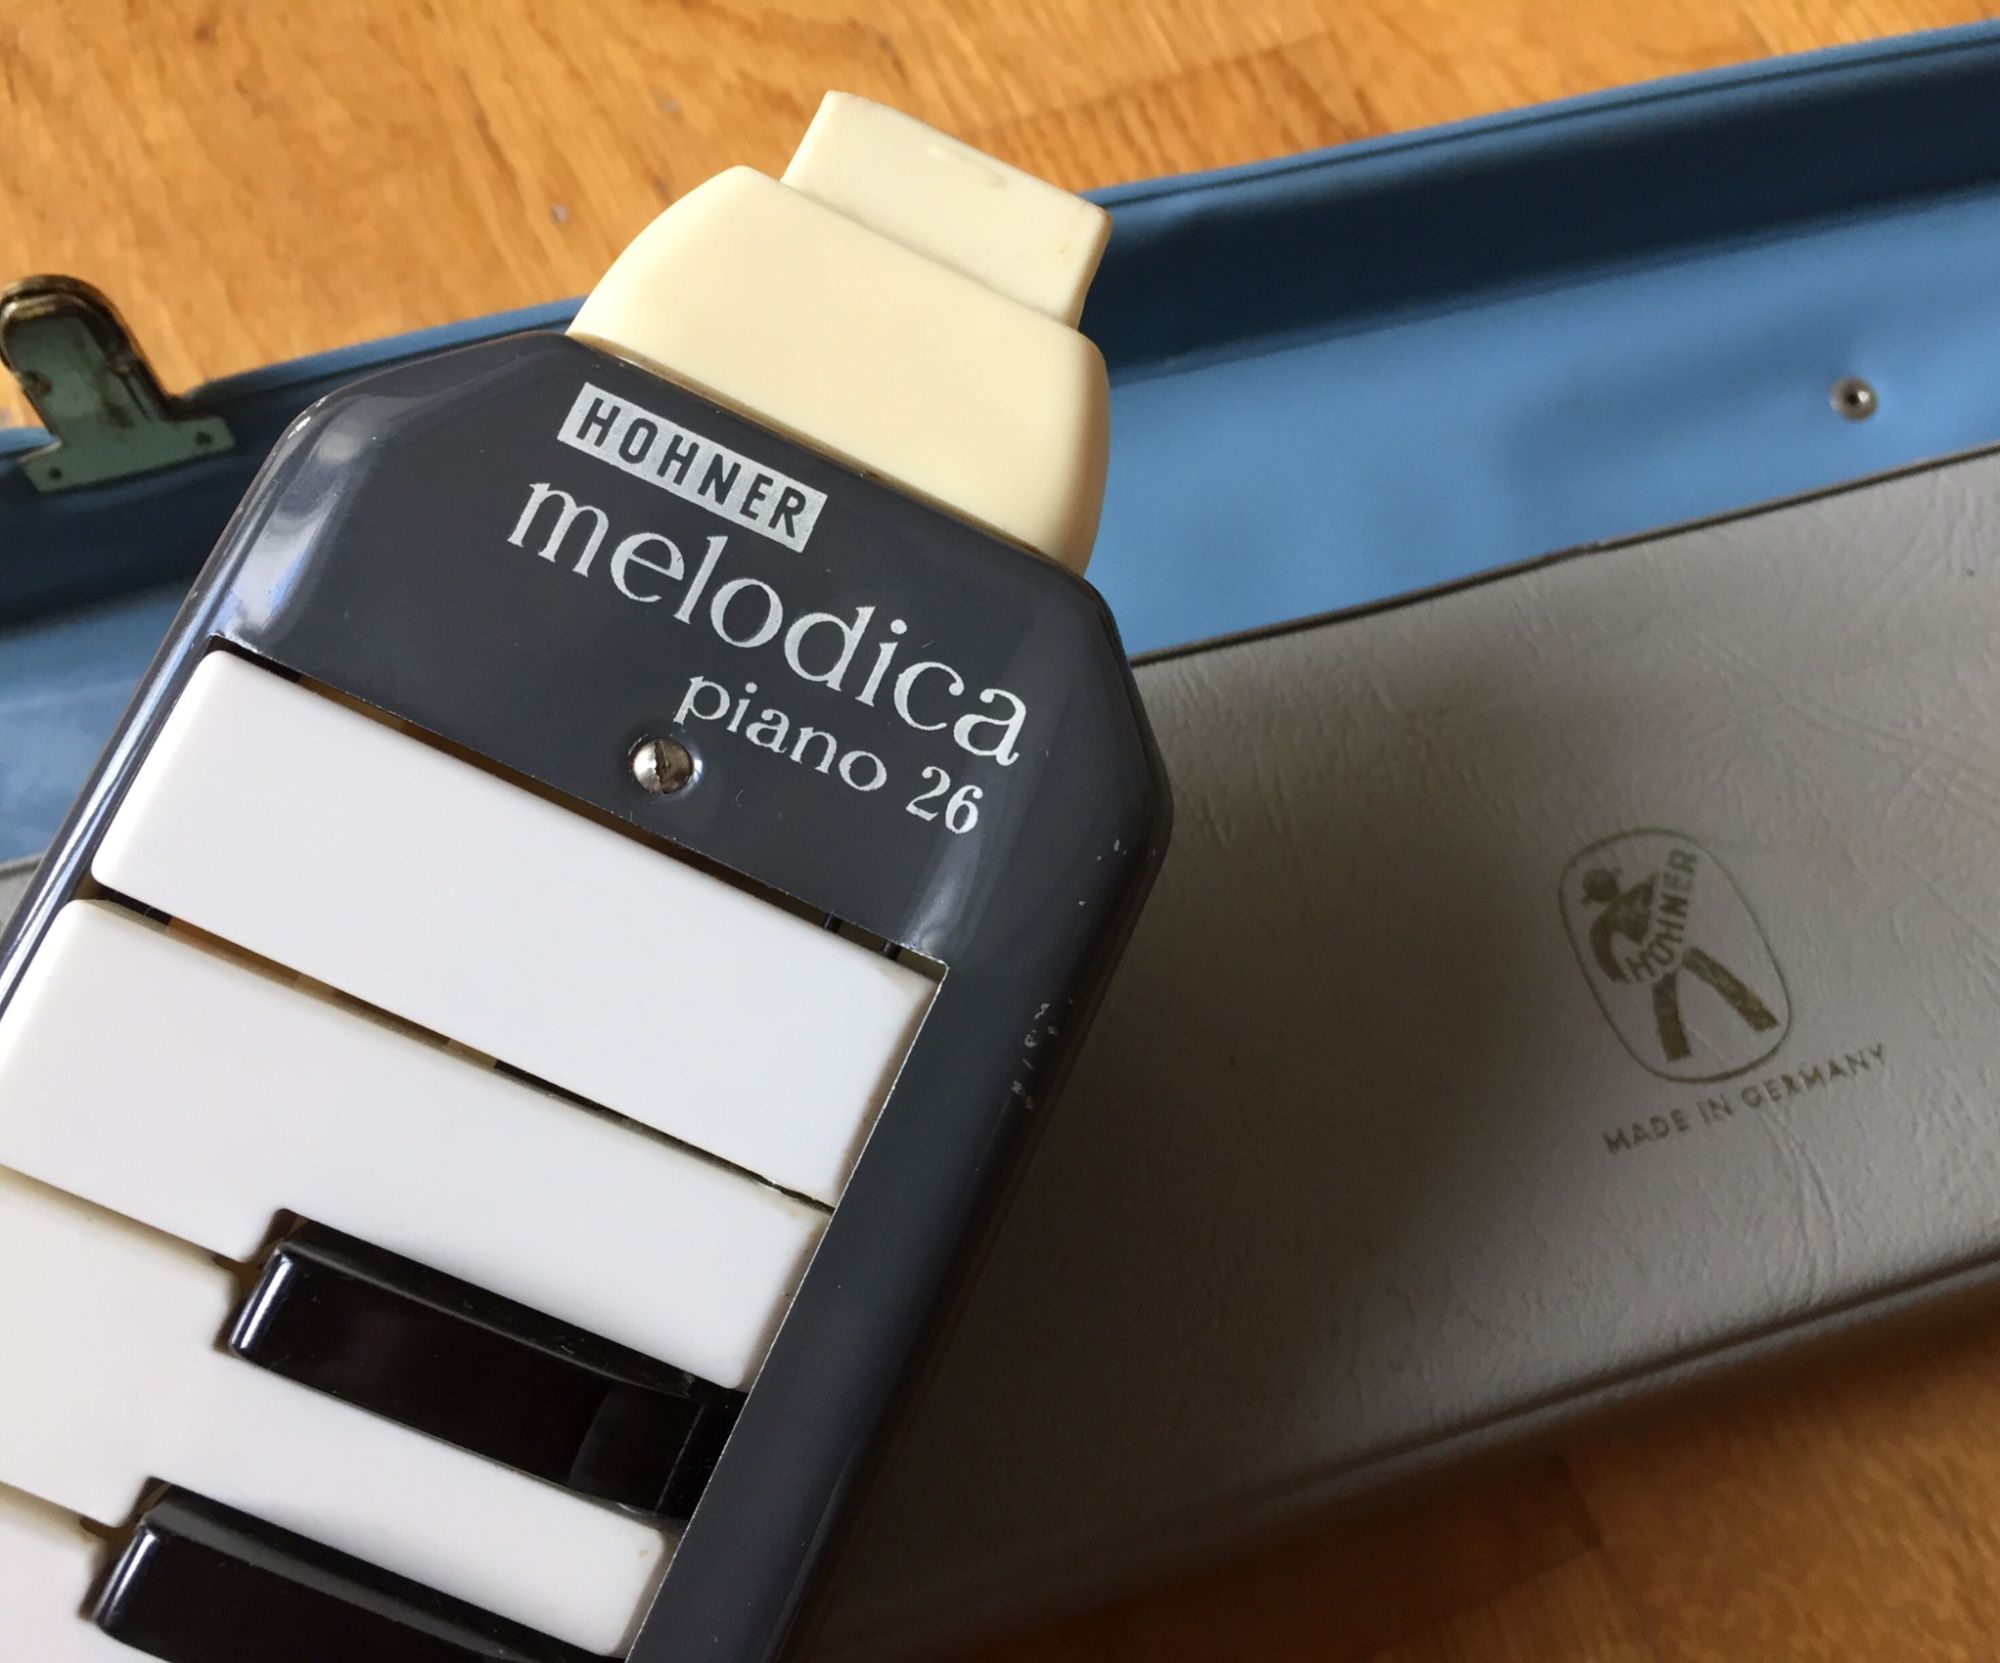 HOHNER
melodica
piano 26
HOHNER
MADE IN GERMANY